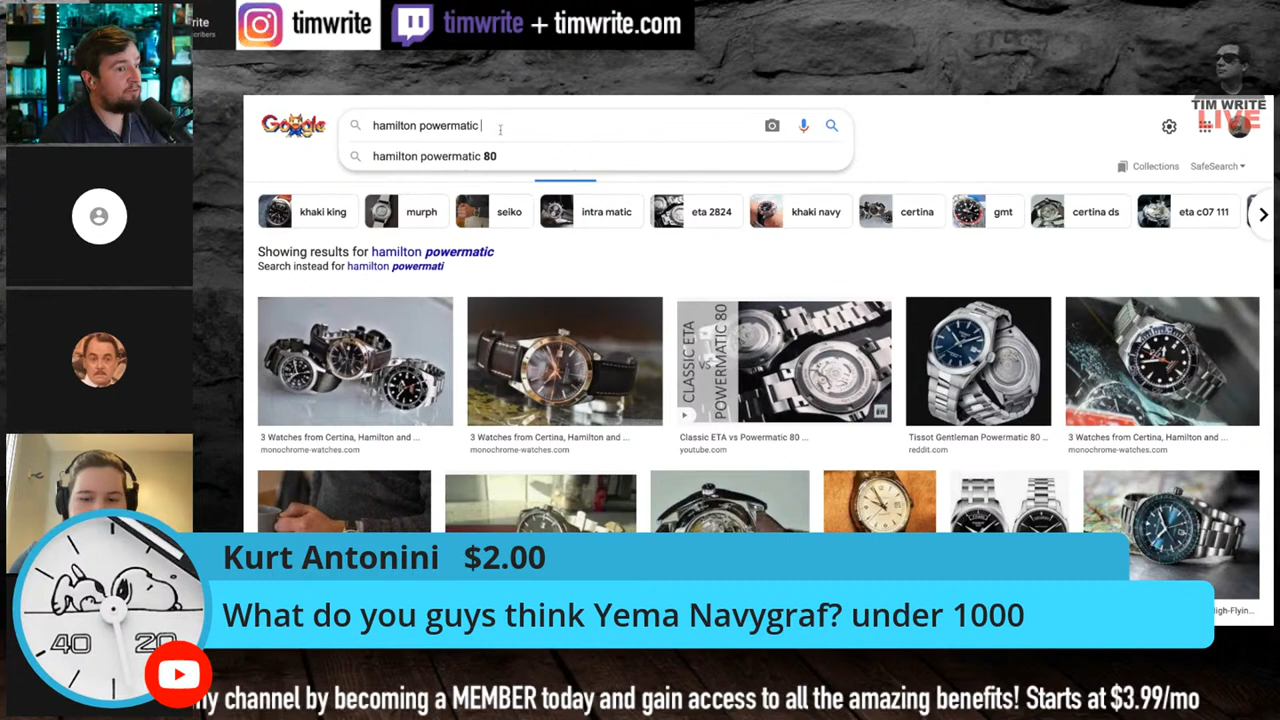 rite
cribers
timwrite
timwrite + timwrite.com
TIM WRITE
LIVE
Google
hamilton powermatic
hamilton powermatic 80
Collections
SafeSearch
khaki king
murph
seiko
intra matic
eta 2824
khaki navy
certina
gmt
certina ds
eta c07 111
Showing results for hamilton powermatic
Search instead for hamilton powermati
CLASSIC ETA
vs
POWERMATIC 80
3 Watches from Certina, Hamilton and ...
monochrome-watches.com
3 Watches from Certina, Hamilton and ...
monochrome-watches.com
Classic ETA vs Powermatic 80 ...
youtube.com
Tissot Gentleman Powermatic 80 ...
reddit.com
3 Watches from Certina, Hamilton and ...
monochrome-watches.com
High-Flyin...
Kurt Antonini $2.00
What do you guys think Yema Navygraf? under 1000
40
20
ny channel by becoming a MEMBER today and gain access to all the amazing benefits! Starts at $3.99/mo